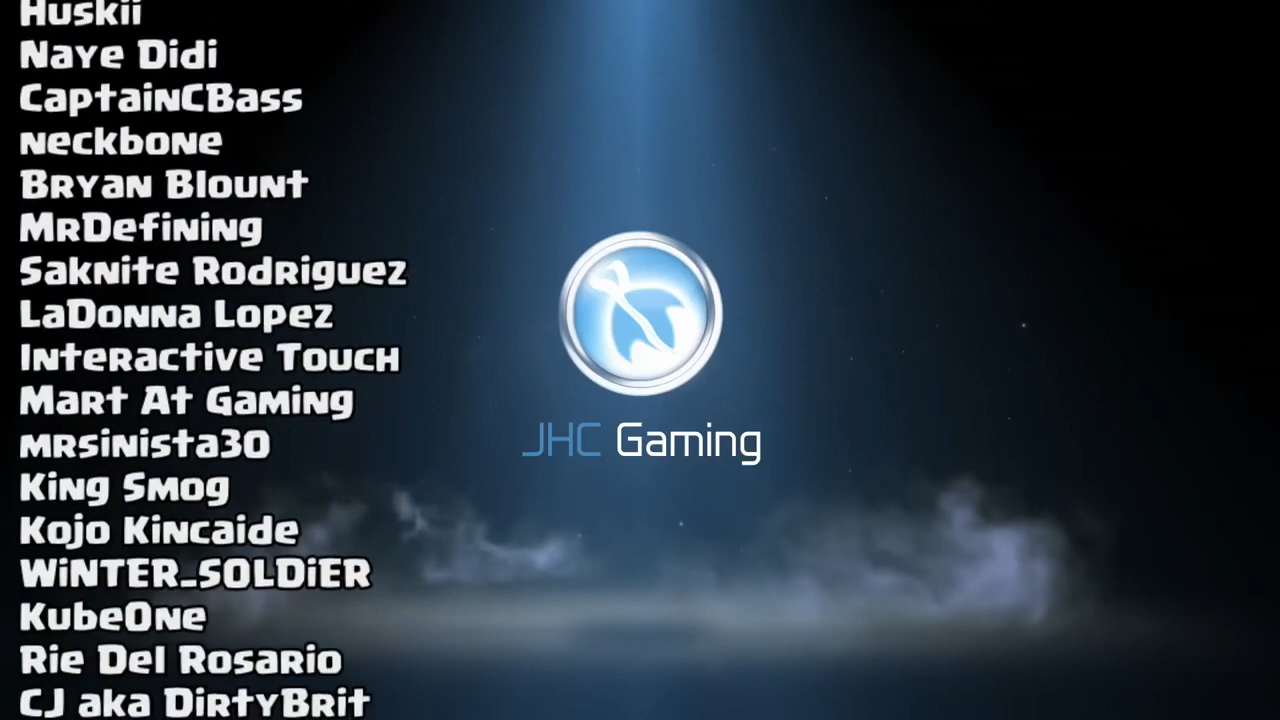 Huskii
Naye Didi
CaptainCBass
neckbone
Bryan Blount
MrDefining
Saknite Rodriguez
LaDonna Lopez
Interactive Touch
Mart At Gaming
mrsinista30
King Smog
Kojo Kincaide
WiNTER_SOLDiER
KubeOne
Rie Del Rosario
CJ aka DirtyBrit
JHC Gaming